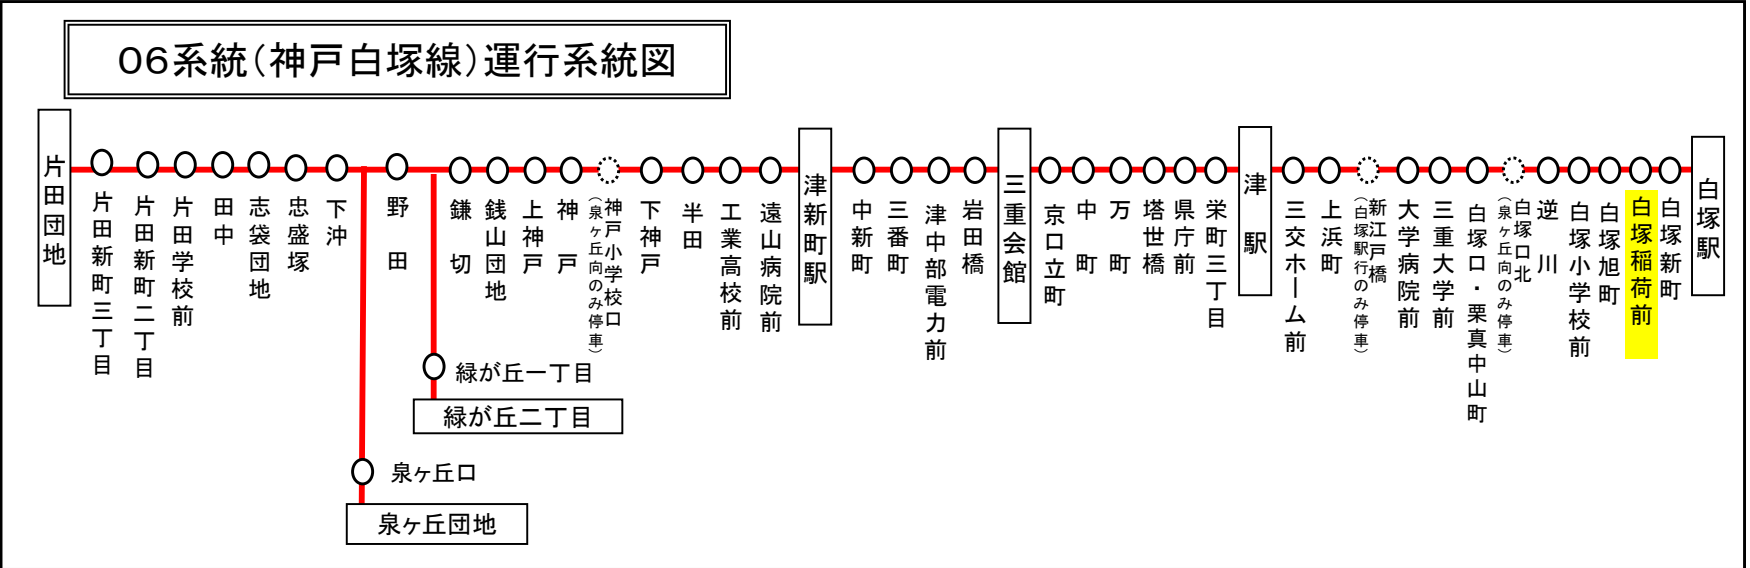 06系統(神戸白塚線)運行系統図
片田団地
片田新町三丁目
片田新町二丁目
片田学校前
田中
志袋団地
忠盛塚
下沖
野田
鎌切
銭山団地
上神戸
神戸
神戸小学校口
(泉ヶ丘向のみ停車)
下神戸
半田
工業高校前
遠山病院前
津新町駅
中新町
三番町
津中部電力前
岩田橋
三重会館
京口立町
中町
万町
塔世橋
県庁前
栄町三丁目
津駅
三交ホーム前
上浜町
新江戸橋
(白塚駅行のみ停車)
大学病院前
三重大学前
白塚口・栗真中山町
白塚口北
(泉ヶ丘向のみ停車)
逆川
白塚小学校前
白塚旭町
白塚稲荷前
白塚新町
白塚駅
緑が丘一丁目
緑が丘二丁目
泉ヶ丘口
泉ヶ丘団地